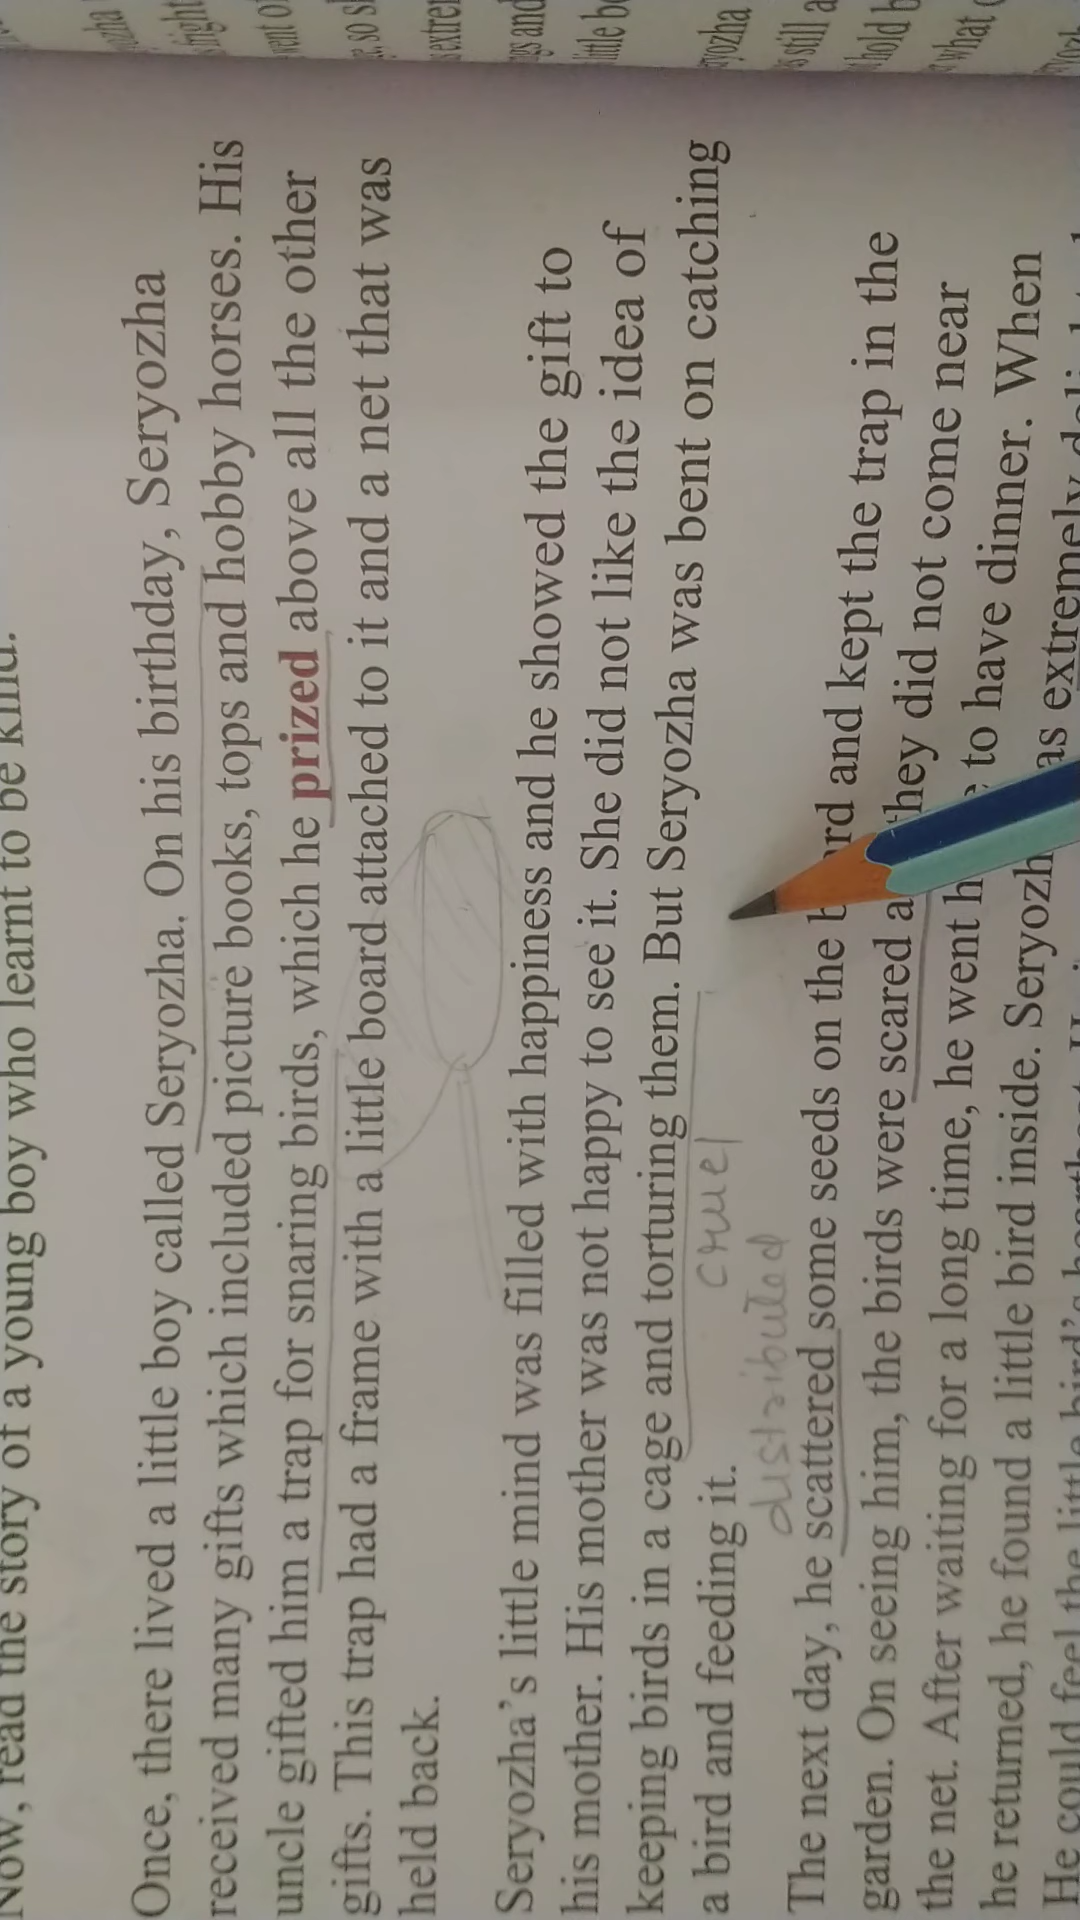 Now, read the story of a young boy who learnt to be kind.
Once, there lived a little boy called Seryozha. On his birthday, Seryozha
received many gifts which included picture books, tops and hobby horses. His
uncle gifted him a trap for snaring birds, which he prized above all the other
gifts. This trap had a frame with a little board attached to it and a net that was
held back.
Seryozha's little mind was filled with happiness and he showed the gift to
his mother. His mother was not happy to see it. She did not like the idea of
keeping birds in a cage and torturing them. But Seryozha was bent on catching
cruel
a bird and feeding it.
distributed
The next day, he scattered some seeds on the and kept the trap in the
garden. On seeing him, the birds were scared they did not come near
the net. After waiting for a long time, he went to have dinner. When
he returned, he found a little bird inside. Seryozh as extremely
He could feel the little bird's